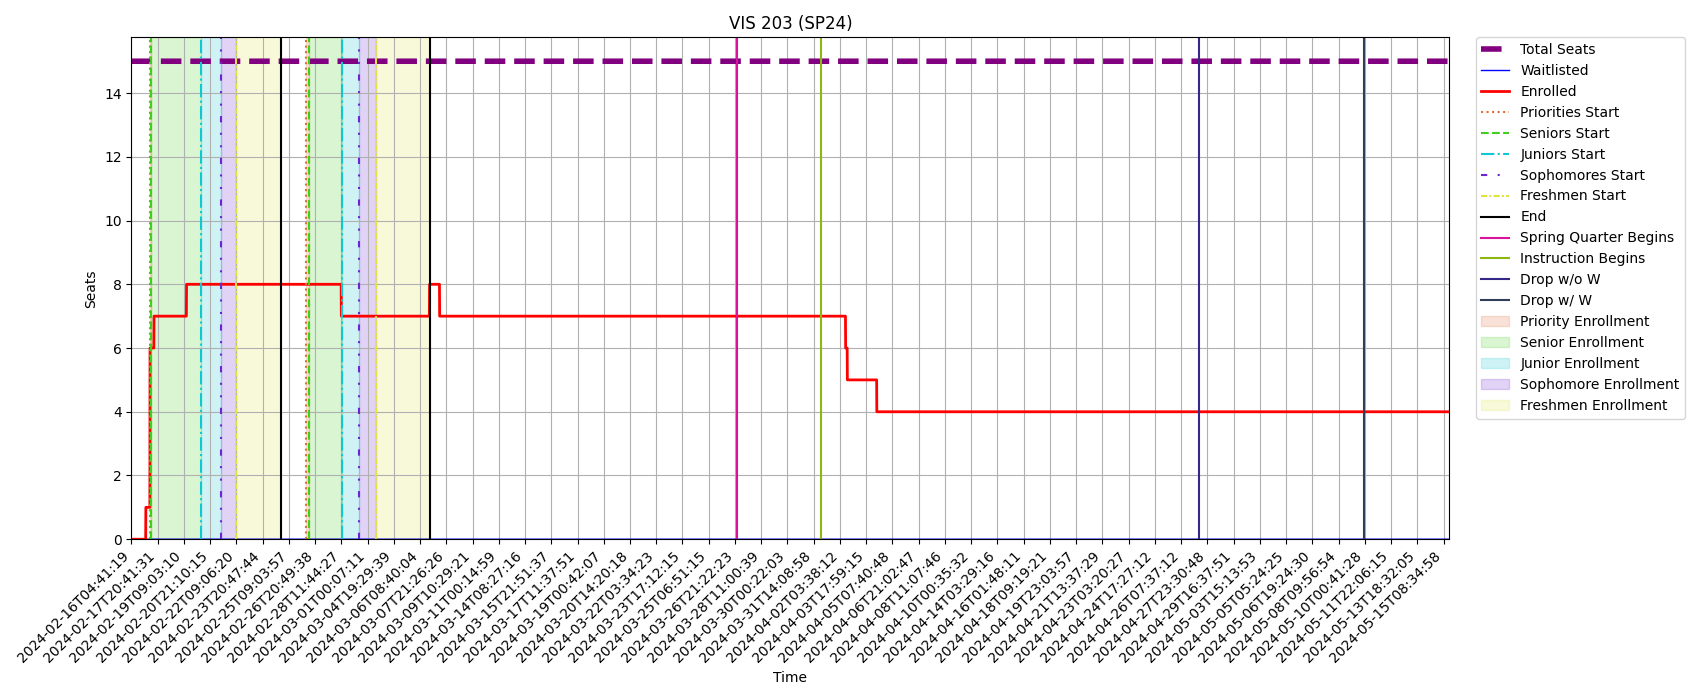 VIS 203 (SP24)
Total Seats
Waitlisted
Enrolled
Priorities Start
Seniors Start
Juniors Start
Sophomores Start
Freshmen Start
End
Spring Quarter Begins
Instruction Begins
Drop w/o W
Drop w/ W
Priority Enrollment
Senior Enrollment
Junior Enrollment
Sophomore Enrollment
Freshmen Enrollment
Seats
14
12
10
8
6
4
2
0
2024-02-16T04:41:19
2024-02-17T20:41:31
2024-02-19T09:03:10
2024-02-20T21:10:15
2024-02-22T09:06:20
2024-02-23T20:47:44
2024-02-25T09:03:57
2024-02-26T20:49:38
2024-02-28T11:44:27
2024-03-01T00:07:11
2024-03-04T19:29:39
2024-03-06T08:40:04
2024-03-07T21:26:26
2024-03-09T10:29:21
2024-03-11T00:14:59
2024-03-14T08:27:16
2024-03-15T21:51:37
2024-03-17T11:37:51
2024-03-19T00:42:07
2024-03-20T14:20:18
2024-03-22T03:34:23
2024-03-23T17:12:15
2024-03-25T06:51:15
2024-03-26T21:22:23
2024-03-28T11:00:39
2024-03-30T00:22:03
2024-03-31T14:08:58
2024-04-02T03:38:12
2024-04-03T17:59:15
2024-04-05T07:40:48
2024-04-06T21:02:47
2024-04-08T11:07:46
2024-04-10T00:35:32
2024-04-14T03:29:16
2024-04-16T01:48:11
2024-04-18T09:19:21
2024-04-19T23:03:57
2024-04-21T13:37:29
2024-04-23T03:20:27
2024-04-24T17:27:12
2024-04-26T07:37:12
2024-04-27T23:30:48
2024-04-29T16:37:51
2024-05-03T15:13:53
2024-05-05T05:24:25
2024-05-06T19:24:30
2024-05-08T09:56:54
2024-05-10T00:41:28
2024-05-11T22:06:15
2024-05-13T18:32:05
2024-05-15T08:34:58
Time